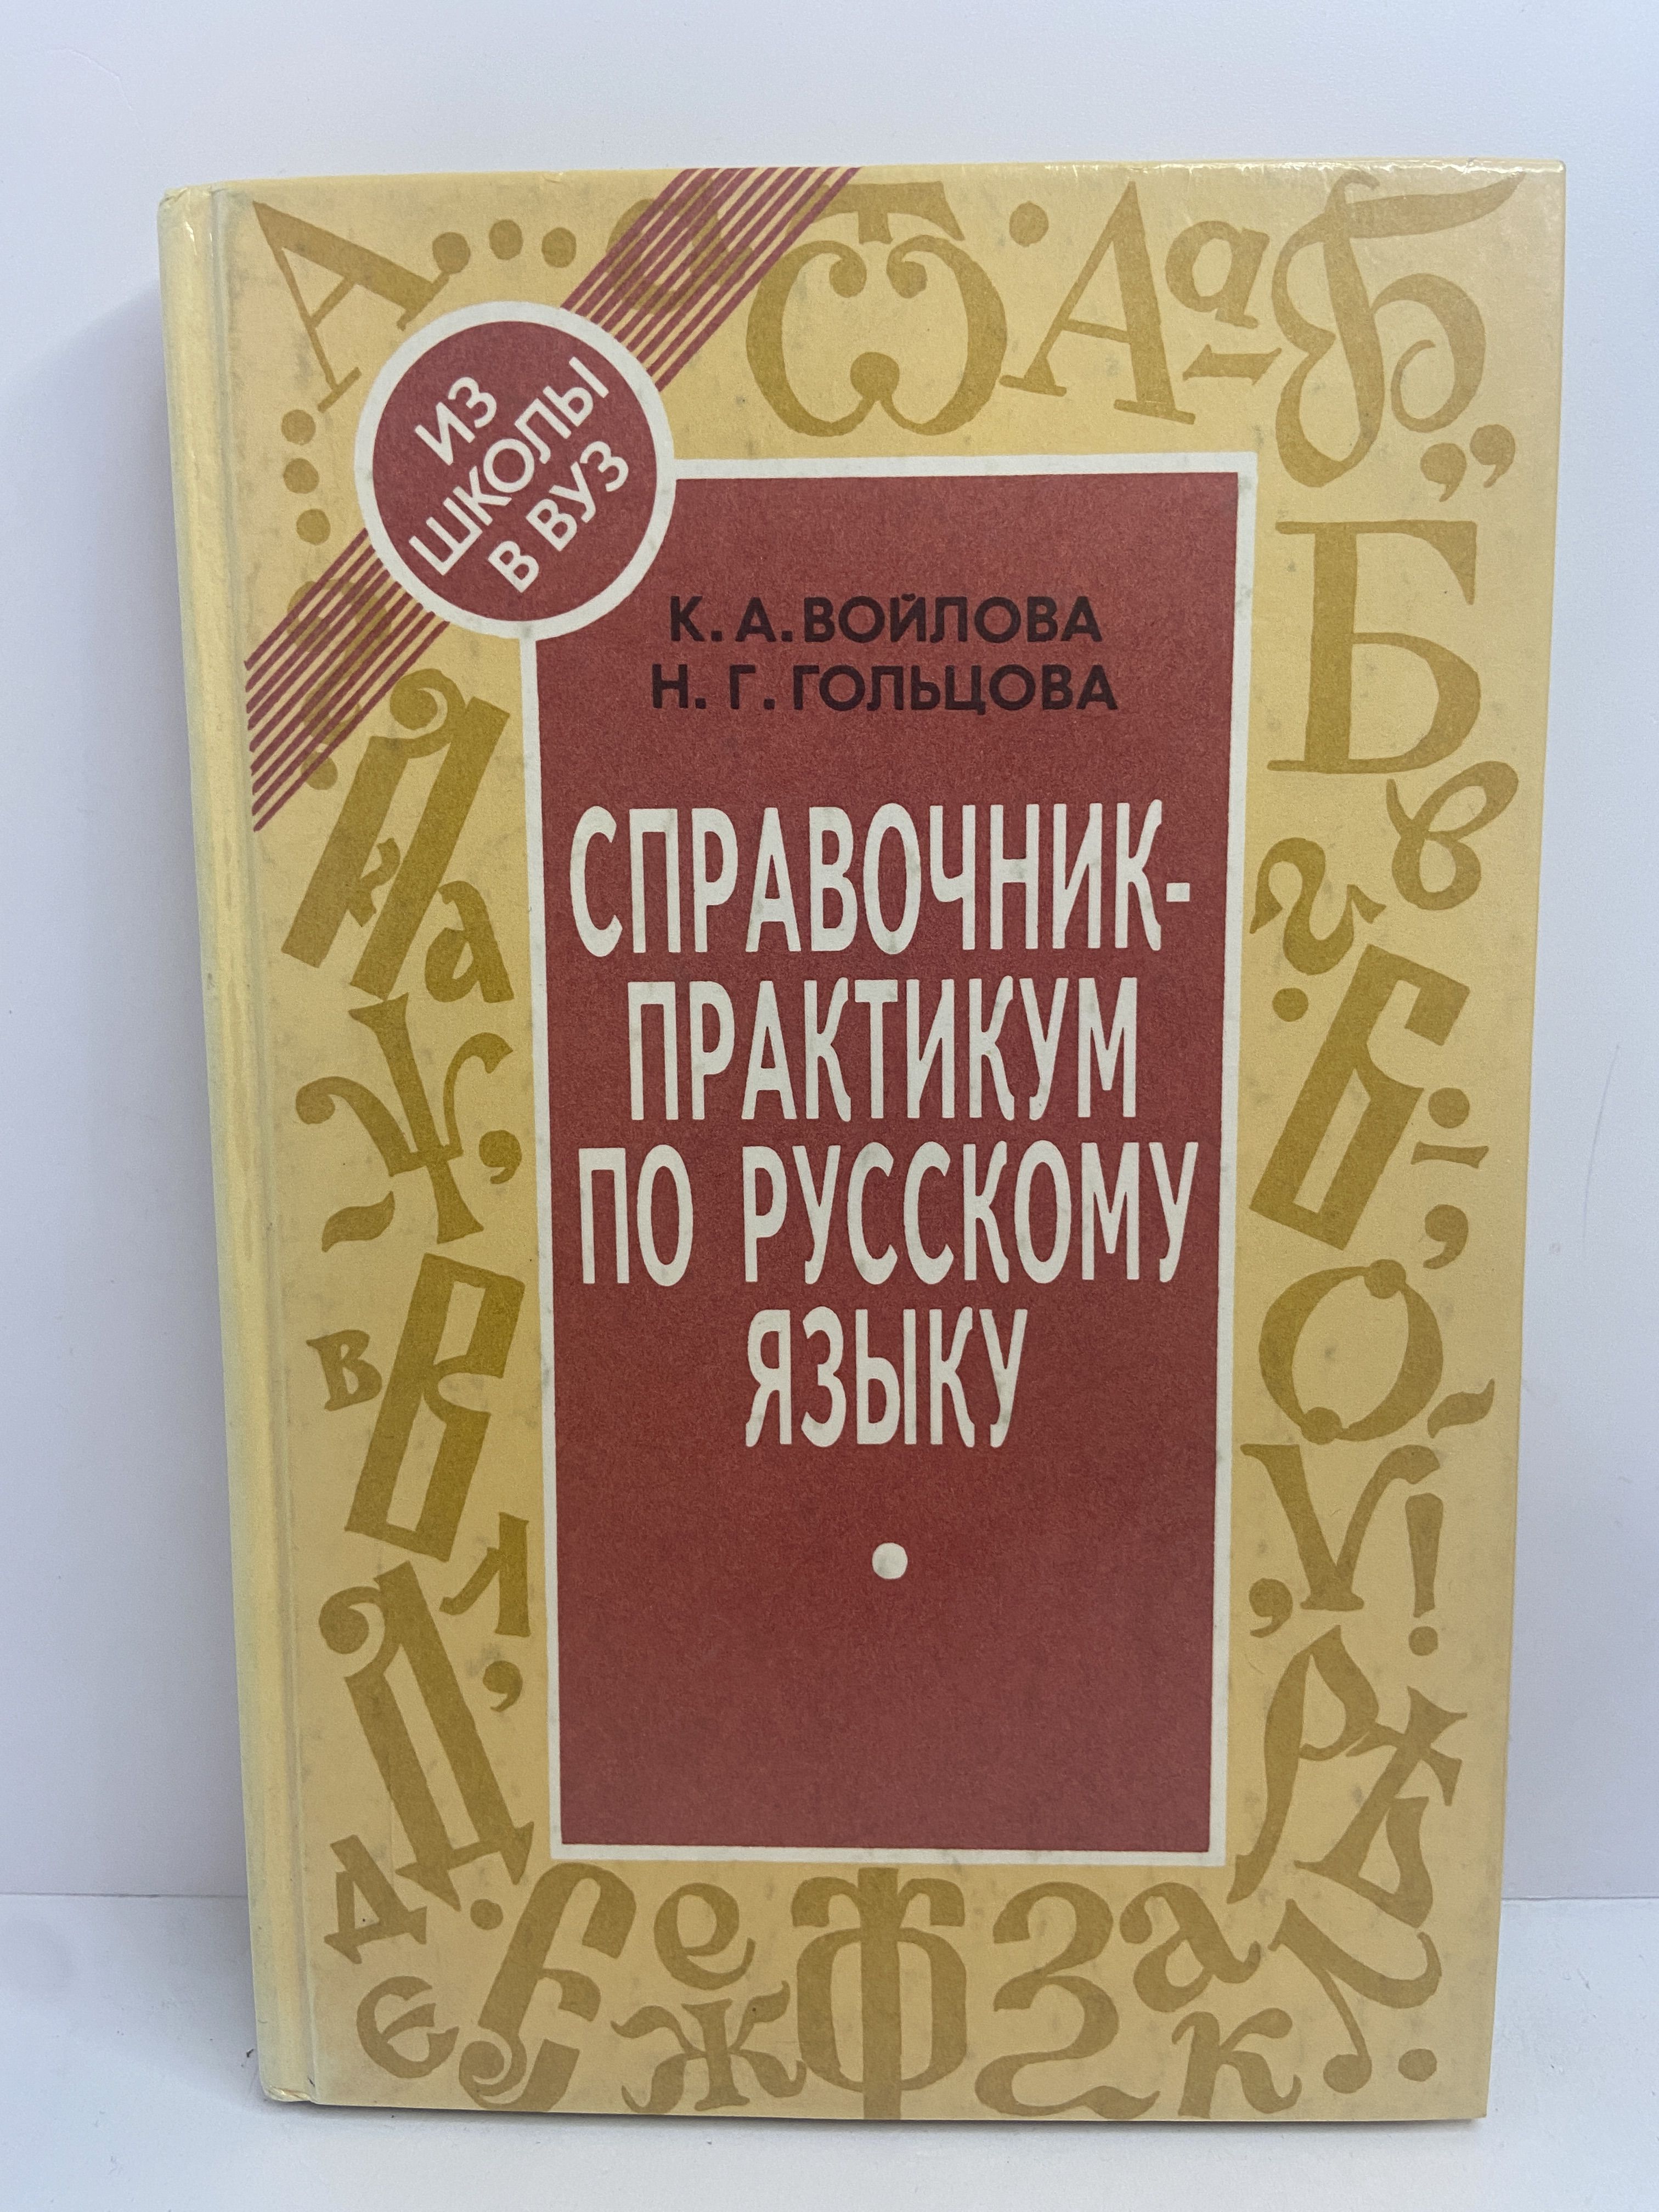 ИЗ
ШКОЛЫ
В ВУЗ
К. А. ВОЙЛОВА
Н. Г. ГОЛЬЦОВА
СПРАВОЧНИК-
ПРАКТИКУМ
ПО РУССКОМУ
ЯЗЫКУ